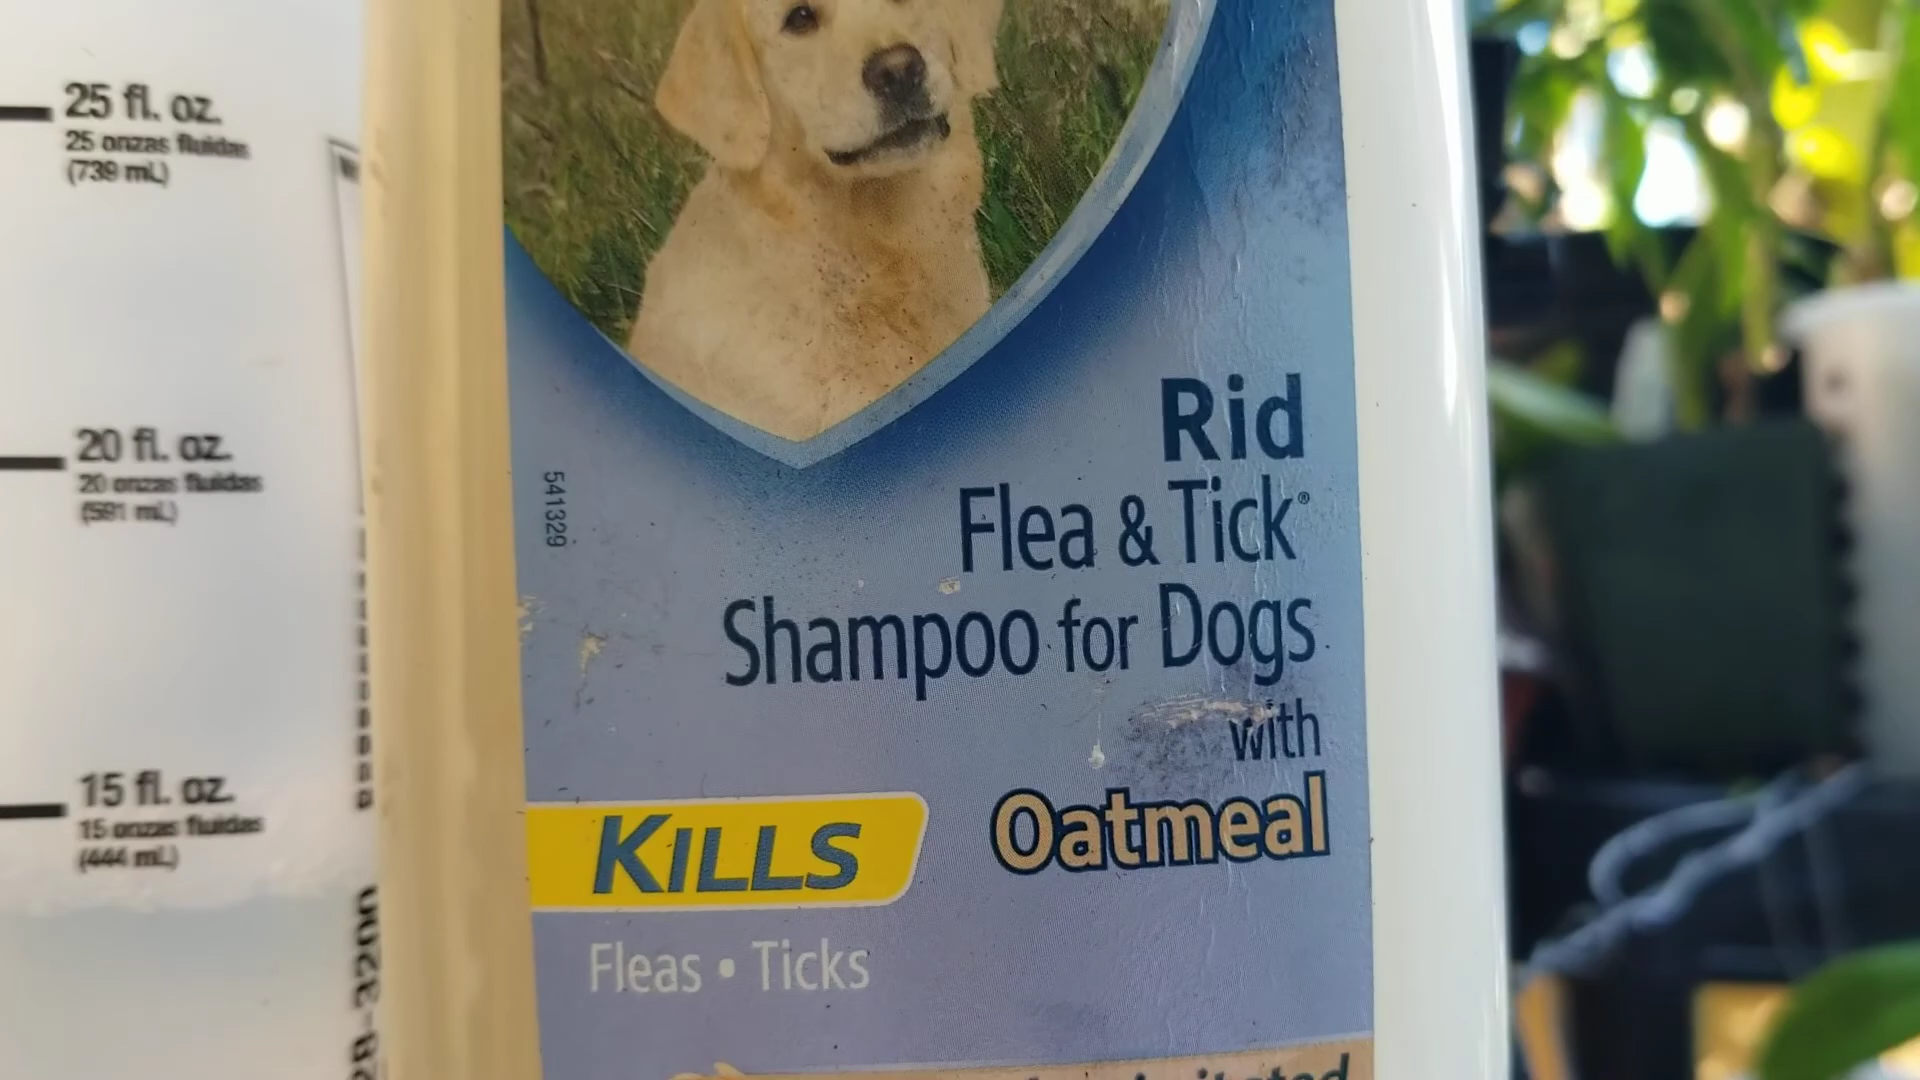 25 fl. oz.
25 onzas fluidas
(739 mL)
20 fl. oz.
20 onzas fluidas
(591 mL)
15 fl. oz.
15 onzas fluidas
(444 mL)
541329
Rid
Flea & Tick®
Shampoo for Dogs
with
Oatmeal
KILLS
Fleas • Ticks